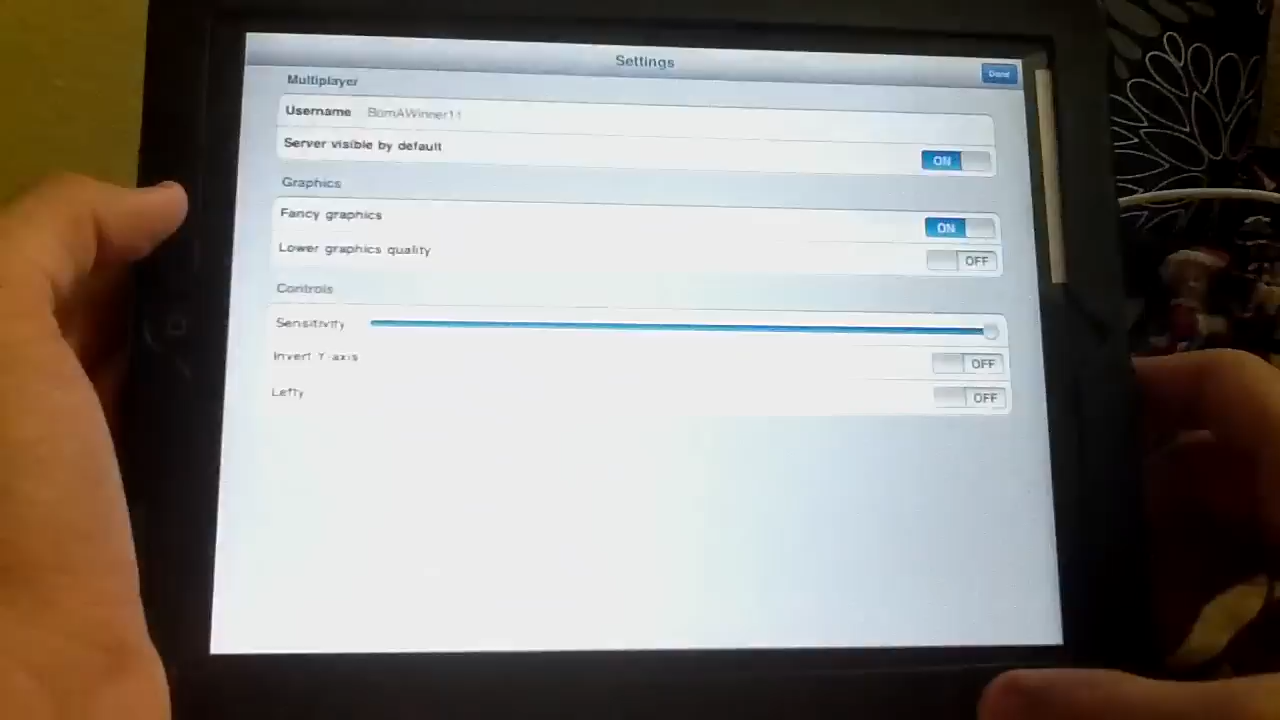 Settings
Done
Multiplayer
Username BornAWinner11
Server visible by default ON
Graphics
Fancy graphics ON
Lower graphics quality OFF
Controls
Sensitivity
Invert Y-axis OFF
Lefty OFF